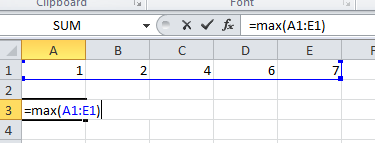 Clipboard Font
SUM fx =max(A1:E1)
A B C D E
1 1 2 4 6 7
2
3 =max(A1:E1)
4